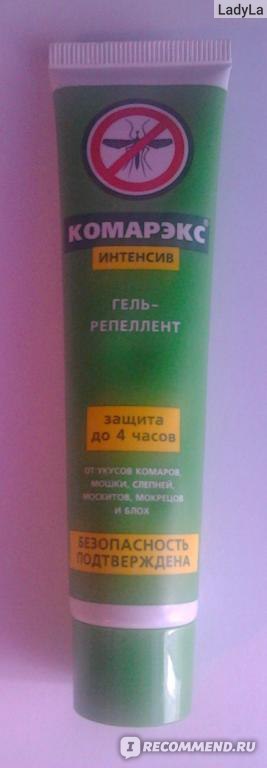 LadyLa
КОМАРЭКС®
ИНТЕНСИВ
ГЕЛЬ-
РЕПЕЛЛЕНТ
защита
до 4 часов
ОТ УКУСОВ КОМАРОВ,
МОШКИ, СЛЕПНЕЙ,
МОСКИТОВ, МОКРЕЦОВ
И БЛОХ
БЕЗОПАСНОСТЬ
ПОДТВЕРЖДЕНА
I RECOMMEND.RU